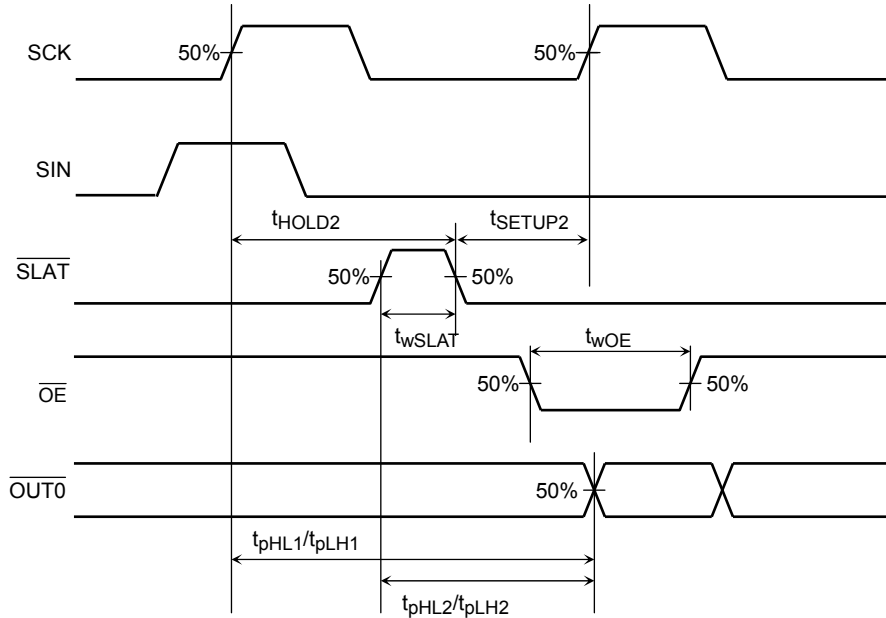 SCK
50%
50%
SIN
tHOLD2
tSETUP2
SLAT
50%
50%
twSLAT
twOE
OE
50%
50%
OUT0
50%
tpHL1/tpLH1
tpHL2/tpLH2